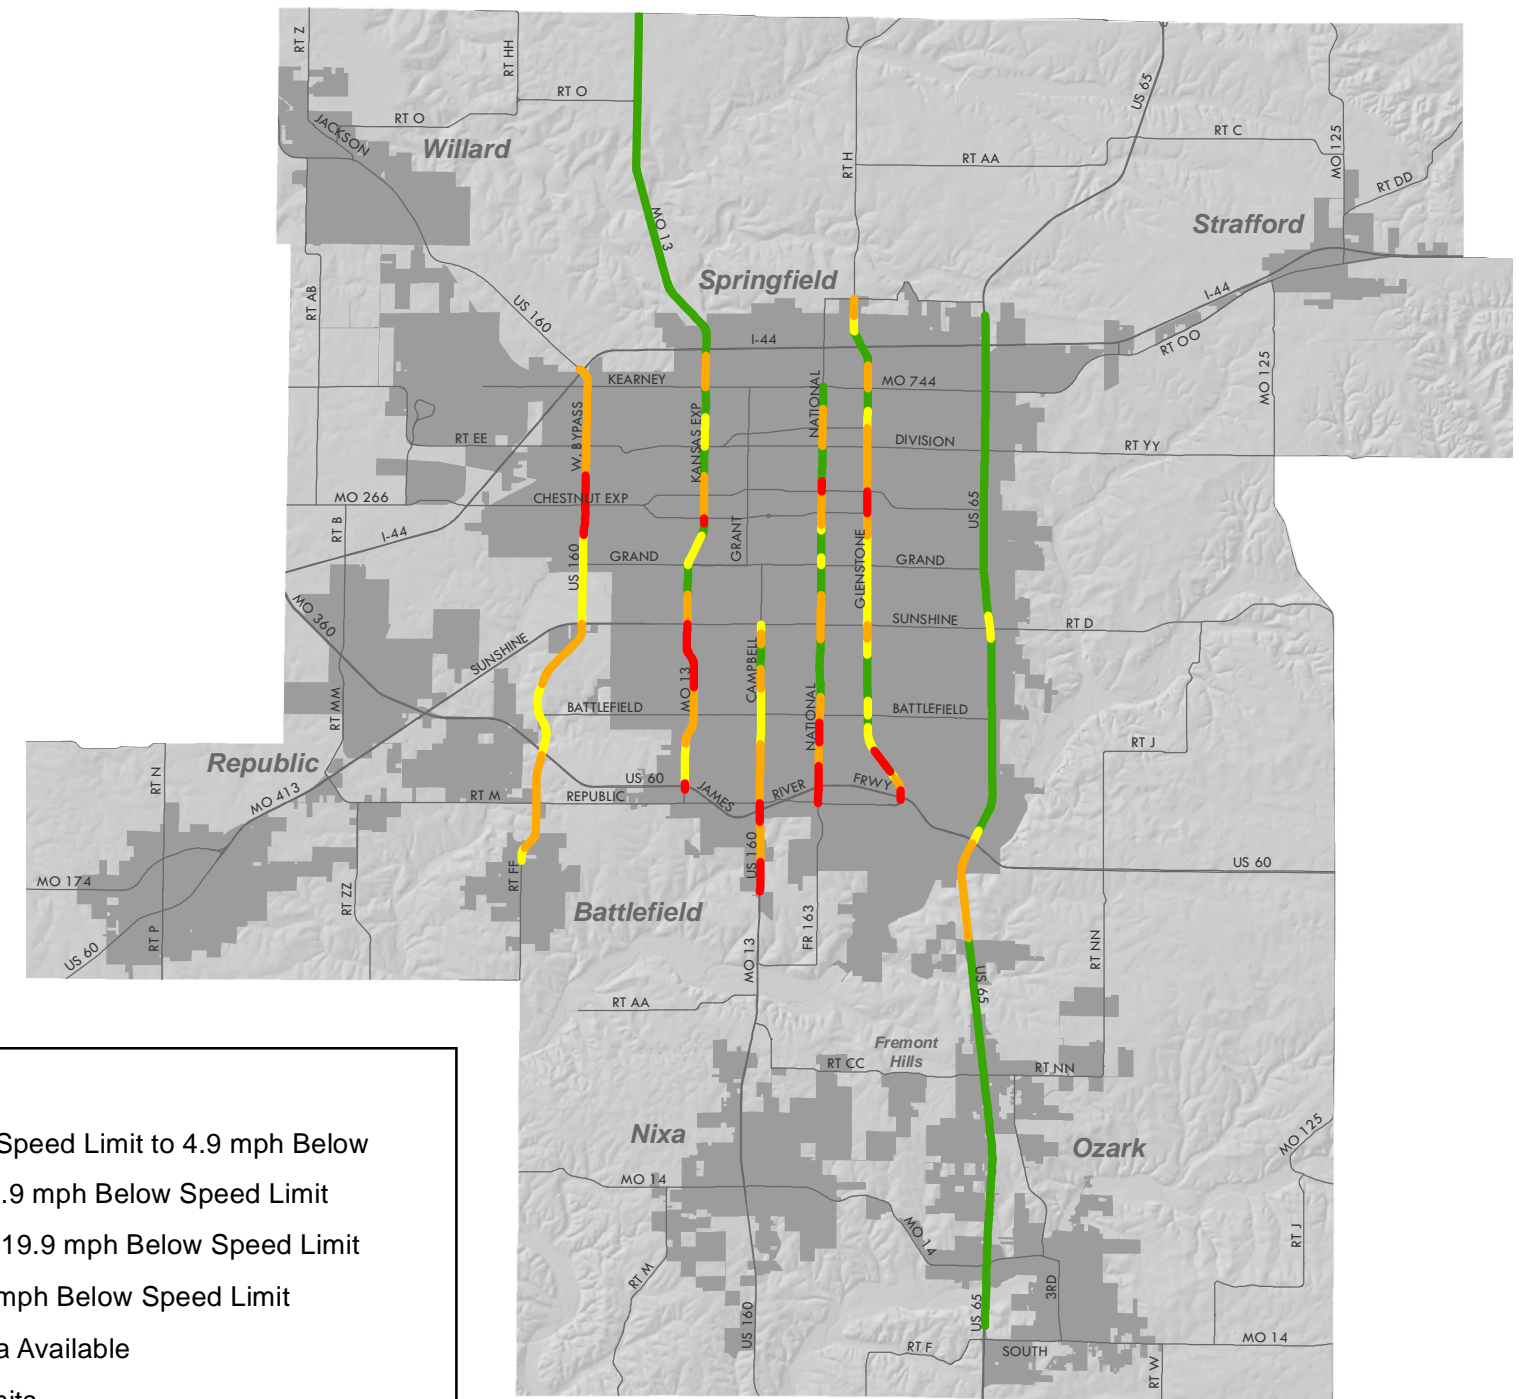 RT Z
RT HH
RT O
RT O
JACKSON
Willard
MO 13
RT H
US 65
RT AA
RT C
MO 125
RT DD
Strafford
Springfield
RT AB
US 160
I-44
I-44
RT OO
MO 125
KEARNEY
MO 744
W. BYPASS
KANSAS EXP
NATIONAL
RT EE
DIVISION
RT YY
MO 266
CHESTNUT EXP
US 65
RT B
I-44
GRANT
US 160
GRAND
GLENSTONE
GRAND
MO 360
SUNSHINE
SUNSHINE
RT D
CAMPBELL
MO 13
RT MM
BATTLEFIELD
NATIONAL
BATTLEFIELD
RT J
Republic
RT N
US 60
JAMES
RIVER
FRWY
MO 413
RT M
REPUBLIC
US 160
US 60
MO 174
RT ZZ
RT FF
Battlefield
RT P
US 60
FR 163
MO 13
RT NN
US 65
RT AA
Fremont
Hills
RT CC
RT NN
Nixa
Ozark
MO 125
MO 14
MO 14
RT J
RT M
3RD
US 160
US 65
RT F
SOUTH
MO 14
RT W
Speed Limit to 4.9 mph Below
.9 mph Below Speed Limit
19.9 mph Below Speed Limit
mph Below Speed Limit
a Available